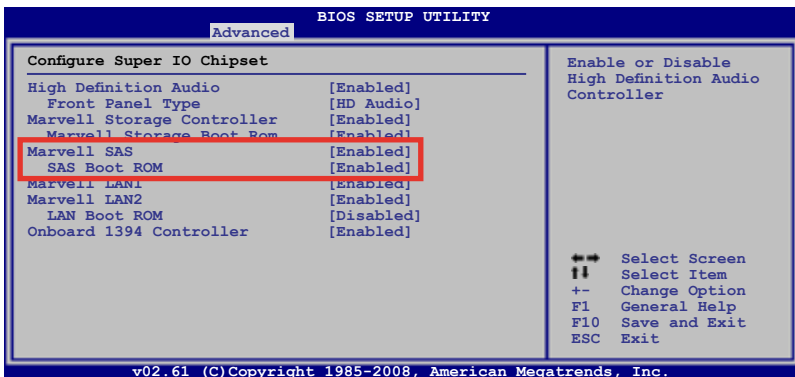 BIOS SETUP UTILITY
Advanced
Configure Super IO Chipset
High Definition Audio [Enabled]
Front Panel Type [HD Audio]
Marvell Storage Controller [Enabled]
Marvell Storage Boot Rom [Enabled]
Marvell SAS [Enabled]
SAS Boot ROM [Enabled]
Marvell LAN1 [Enabled]
Marvell LAN2 [Enabled]
LAN Boot ROM [Disabled]
Onboard 1394 Controller [Enabled]
Enable or Disable
High Definition Audio
Controller
←→ Select Screen
↑↓ Select Item
+- Change Option
F1 General Help
F10 Save and Exit
ESC Exit
v02.61 (C)Copyright 1985-2008, American Megatrends, Inc.